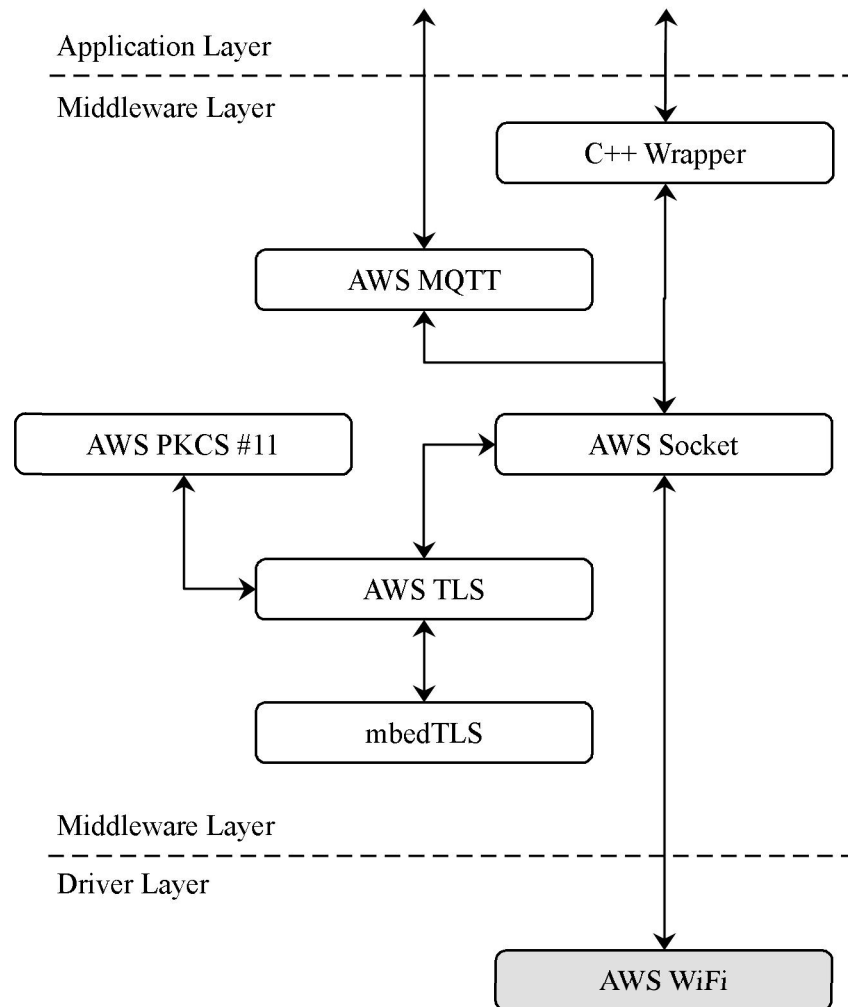 Application Layer
Middleware Layer
C++ Wrapper
AWS MQTT
AWS PKCS #11
AWS Socket
AWS TLS
mbedTLS
Middleware Layer
Driver Layer
AWS WiFi